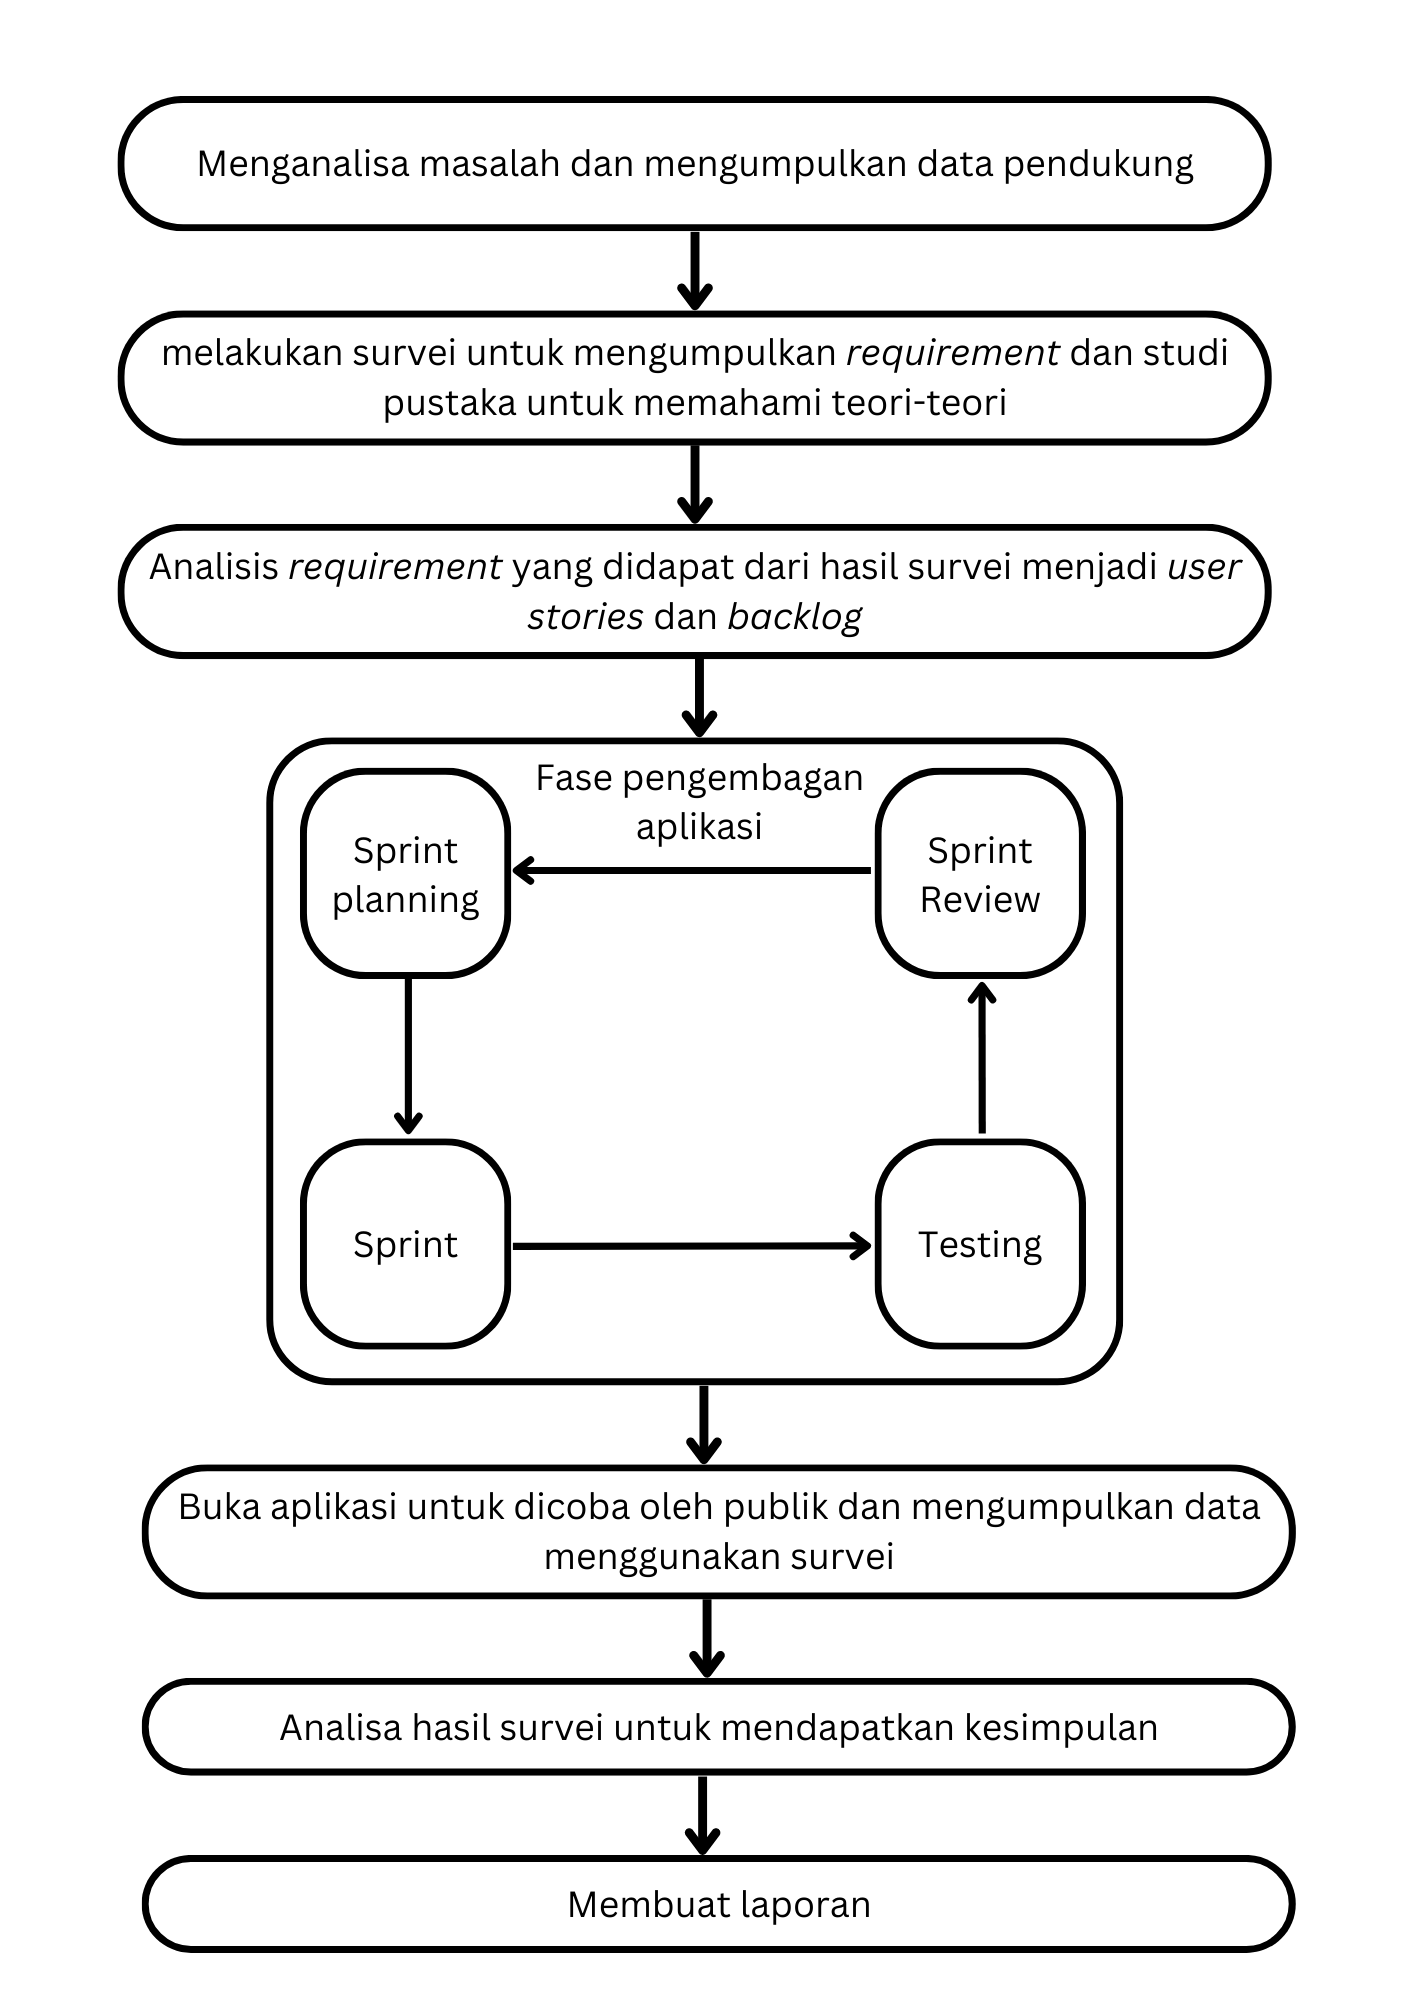 Menganalisa masalah dan mengumpulkan data pendukung
melakukan survei untuk mengumpulkan requirement dan studi
pustaka untuk memahami teori-teori
Analisis requirement yang didapat dari hasil survei menjadi user
stories dan backlog
Fase pengembagan
aplikasi
Sprint
planning
Sprint
Review
Sprint
Testing
Buka aplikasi untuk dicoba oleh publik dan mengumpulkan data
menggunakan survei
Analisa hasil survei untuk mendapatkan kesimpulan
Membuat laporan